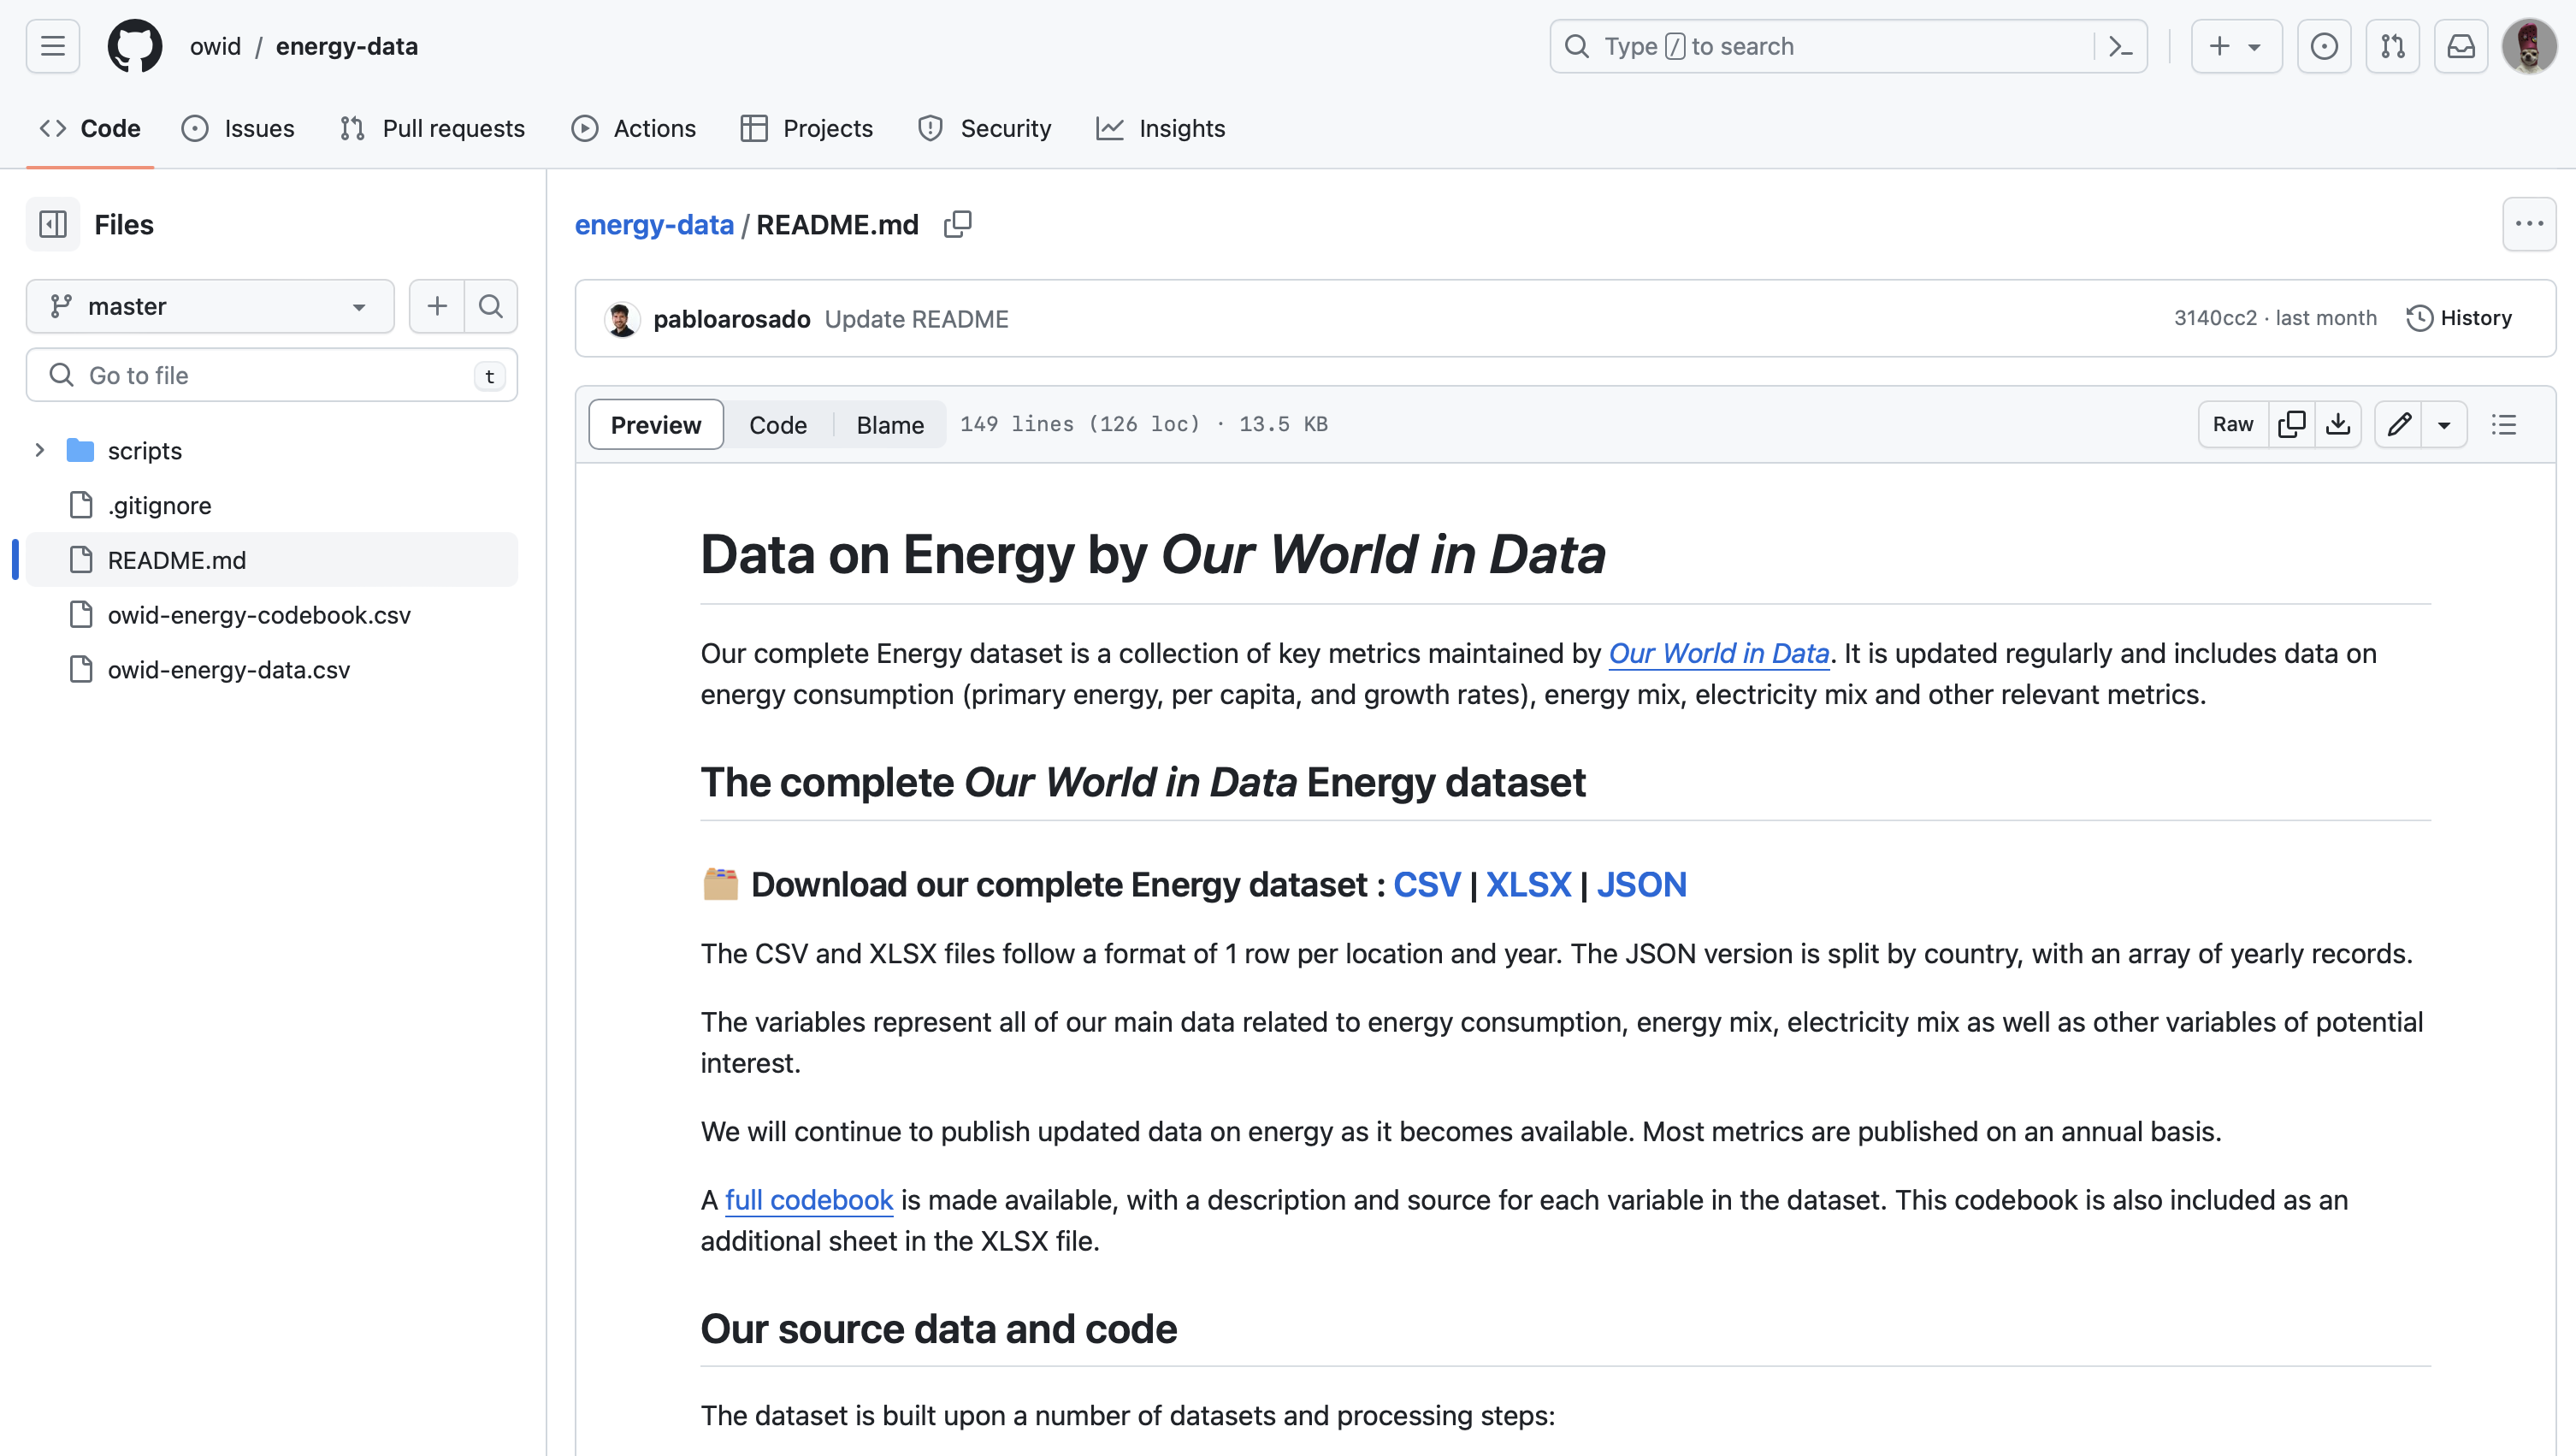 owid / energy-data
Type / to search
Code
Issues
Pull requests
Actions
Projects
Security
Insights
Files
master
Go to file
t
scripts
.gitignore
README.md
owid-energy-codebook.csv
owid-energy-data.csv
energy-data / README.md
pabloarosado Update README
3140cc2 · last month
History
Preview
Code
Blame
149 lines (126 loc) · 13.5 KB
Raw
Data on Energy by Our World in Data
Our complete Energy dataset is a collection of key metrics maintained by Our World in Data. It is updated regularly and includes data on
energy consumption (primary energy, per capita, and growth rates), energy mix, electricity mix and other relevant metrics.
The complete Our World in Data Energy dataset
Download our complete Energy dataset : CSV | XLSX | JSON
The CSV and XLSX files follow a format of 1 row per location and year. The JSON version is split by country, with an array of yearly records.
The variables represent all of our main data related to energy consumption, energy mix, electricity mix as well as other variables of potential
interest.
We will continue to publish updated data on energy as it becomes available. Most metrics are published on an annual basis.
A full codebook is made available, with a description and source for each variable in the dataset. This codebook is also included as an
additional sheet in the XLSX file.
Our source data and code
The dataset is built upon a number of datasets and processing steps: